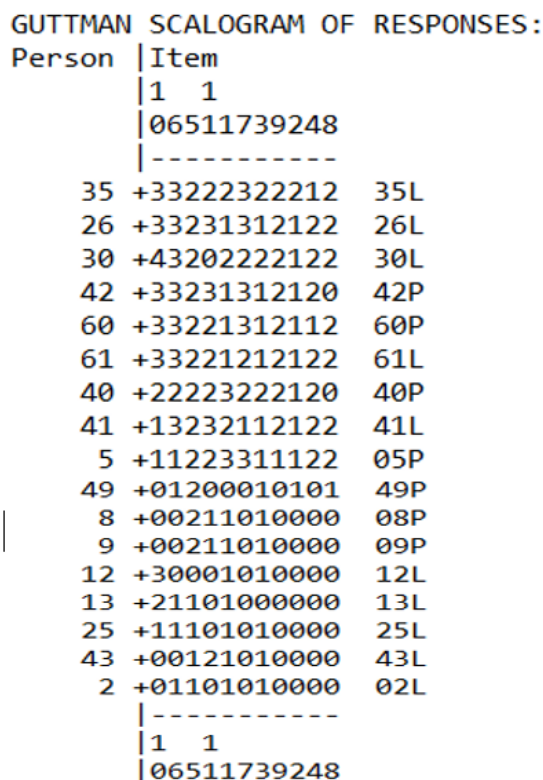 GUTTMAN SCALOGRAM OF RESPONSES:
Person |Item
|1  1
|06511739248
|-----------
35 +33222322212  35L
26 +33231312122  26L
30 +43202222122  30L
42 +33231312120  42P
60 +33221312112  60P
61 +33221212122  61L
40 +22223222120  40P
41 +13232112122  41L
5 +11223311122  05P
49 +01200010101  49P
8 +00211010000  08P
9 +00211010000  09P
12 +30001010000  12L
13 +21101000000  13L
25 +11101010000  25L
43 +00121010000  43L
2 +01101010000  02L
|-----------
|1  1
|06511739248